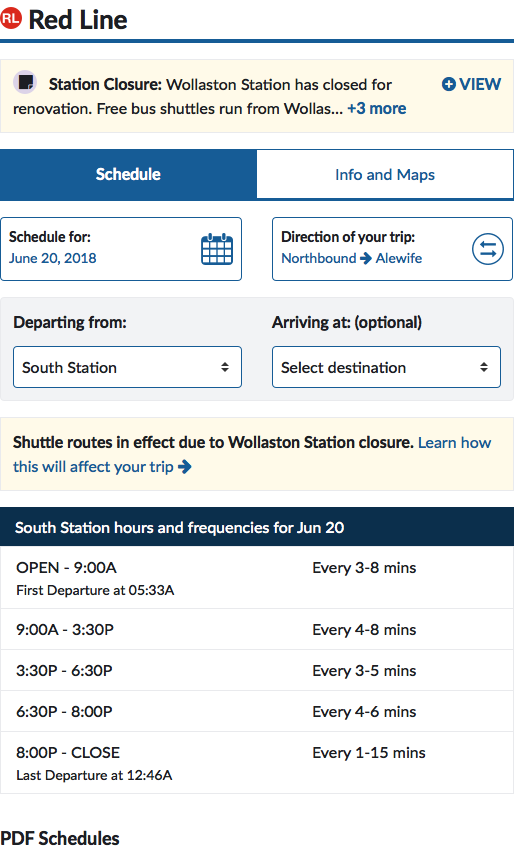 RL Red Line
Station Closure: Wollaston Station has closed for
renovation. Free bus shuttles run from Wollas... +3 more
VIEW
Schedule
Info and Maps
Schedule for:
June 20, 2018
Direction of your trip:
Northbound → Alewife
Departing from:
South Station
Arriving at: (optional)
Select destination
Shuttle routes in effect due to Wollaston Station closure. Learn how
this will affect your trip →
South Station hours and frequencies for Jun 20
OPEN - 9:00A Every 3-8 mins
First Departure at 05:33A
9:00A - 3:30P Every 4-8 mins
3:30P - 6:30P Every 3-5 mins
6:30P - 8:00P Every 4-6 mins
8:00P - CLOSE Every 1-15 mins
Last Departure at 12:46A
PDF Schedules